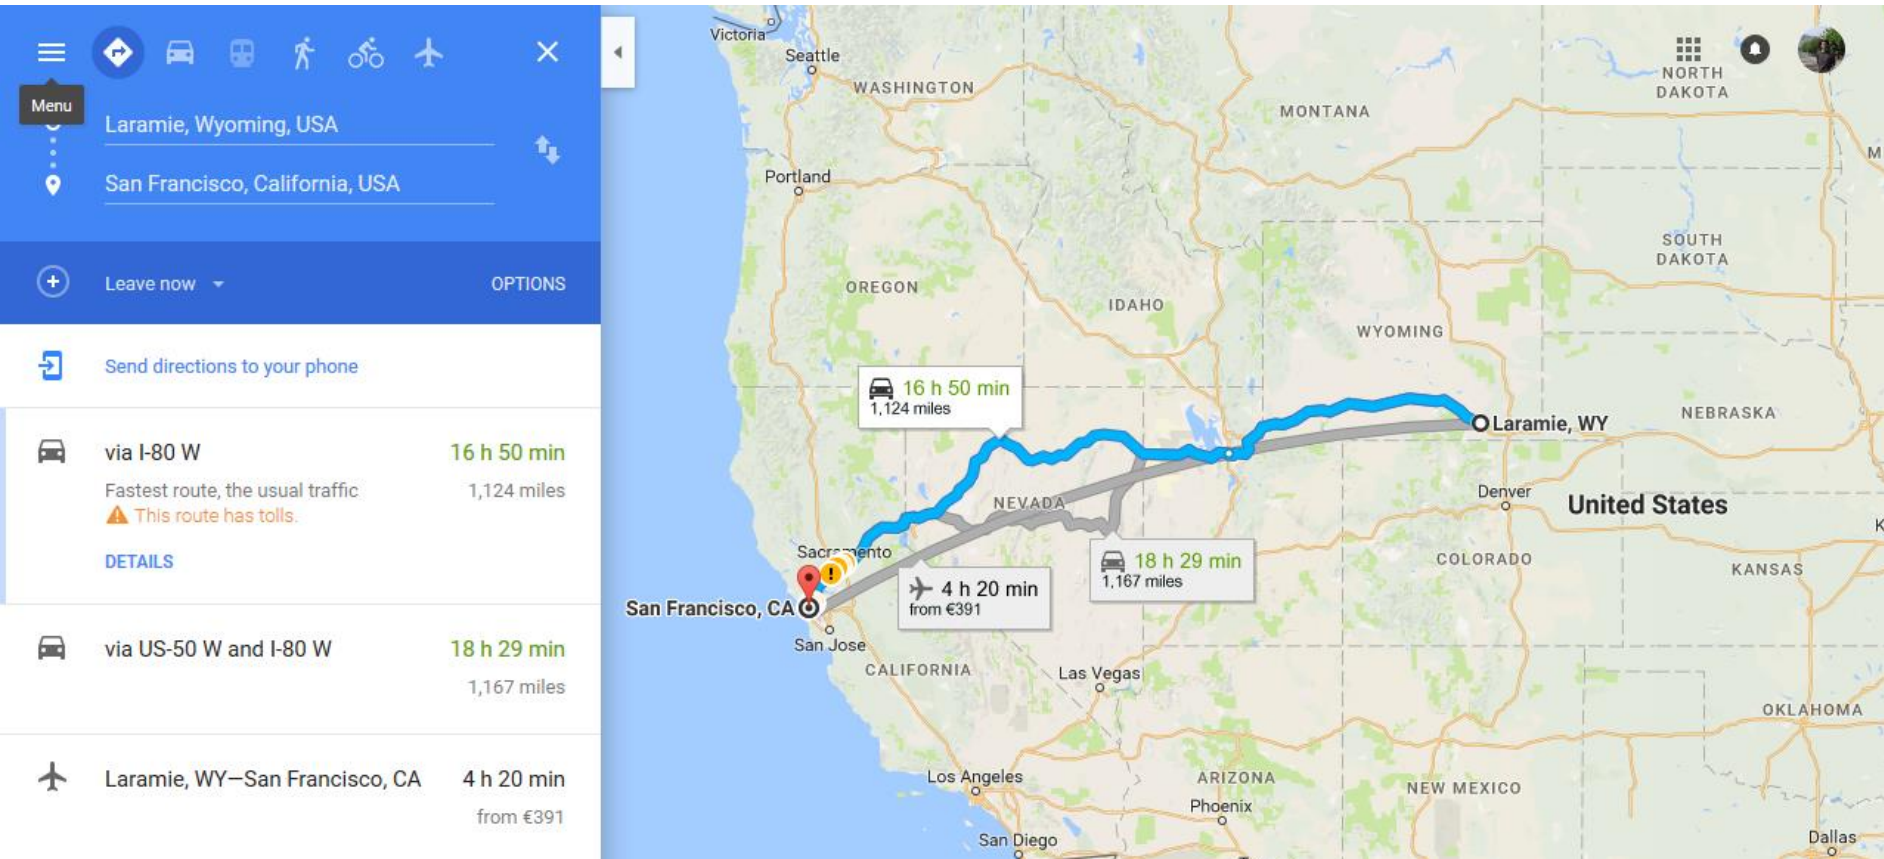 Menu
Laramie, Wyoming, USA
San Francisco, California, USA
Leave now
OPTIONS
Send directions to your phone
via I-80 W
16 h 50 min
Fastest route, the usual traffic
1,124 miles
This route has tolls.
DETAILS
via US-50 W and I-80 W
18 h 29 min
1,167 miles
Laramie, WY—San Francisco, CA
4 h 20 min
from €391
Victoria
Seattle
WASHINGTON
MONTANA
NORTH
DAKOTA
Portland
SOUTH
DAKOTA
OREGON
IDAHO
WYOMING
16 h 50 min
1,124 miles
Laramie, WY
NEBRASKA
NEVADA
Denver
United States
Sacramento
18 h 29 min
1,167 miles
COLORADO
KANSAS
4 h 20 min
from €391
San Francisco, CA
San Jose
CALIFORNIA
Las Vegas
OKLAHOMA
Los Angeles
ARIZONA
NEW MEXICO
Phoenix
San Diego
Dallas